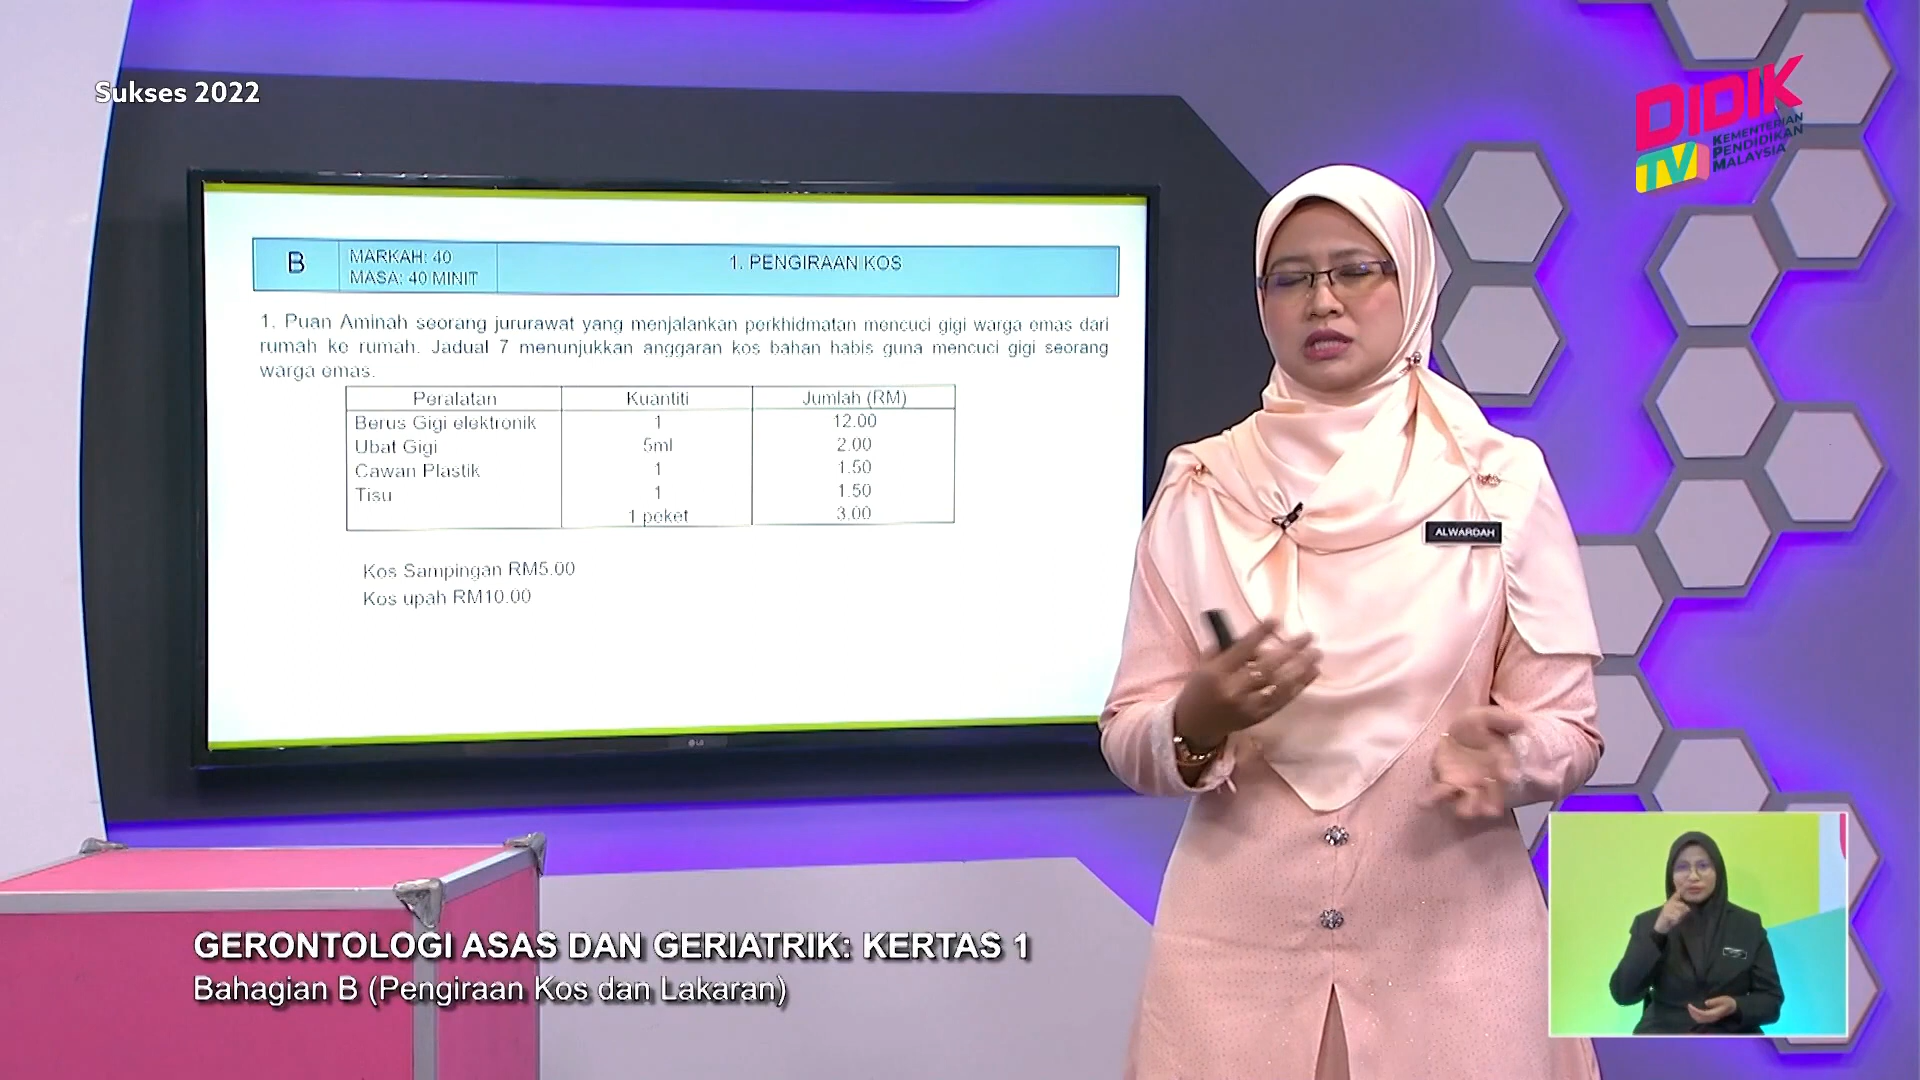 Sukses 2022
DIDIK
TV
KEMENTERIAN
PENDIDIKAN
MALAYSIA
B
MARKAH: 40
MASA: 40 MINIT
1. PENGIRAAN KOS
1. Puan Aminah seorang jururawat yang menjalankan perkhidmatan mencuci gigi warga emas dari
rumah ke rumah. Jadual 7 menunjukkan anggaran kos bahan habis guna mencuci gigi seorang
warga emas.
Peralatan Kuantiti Jumlah (RM)
Berus Gigi elektronik 1 12.00
Ubat Gigi 5ml 2.00
Cawan Plastik 1 1.50
Tisu 1 1.50
1 peket 3.00
Kos Sampingan RM5.00
Kos upah RM10.00
LG
ALWARDAH
GERONTOLOGI ASAS DAN GERIATRIK: KERTAS 1
Bahagian B (Pengiraan Kos dan Lakaran)